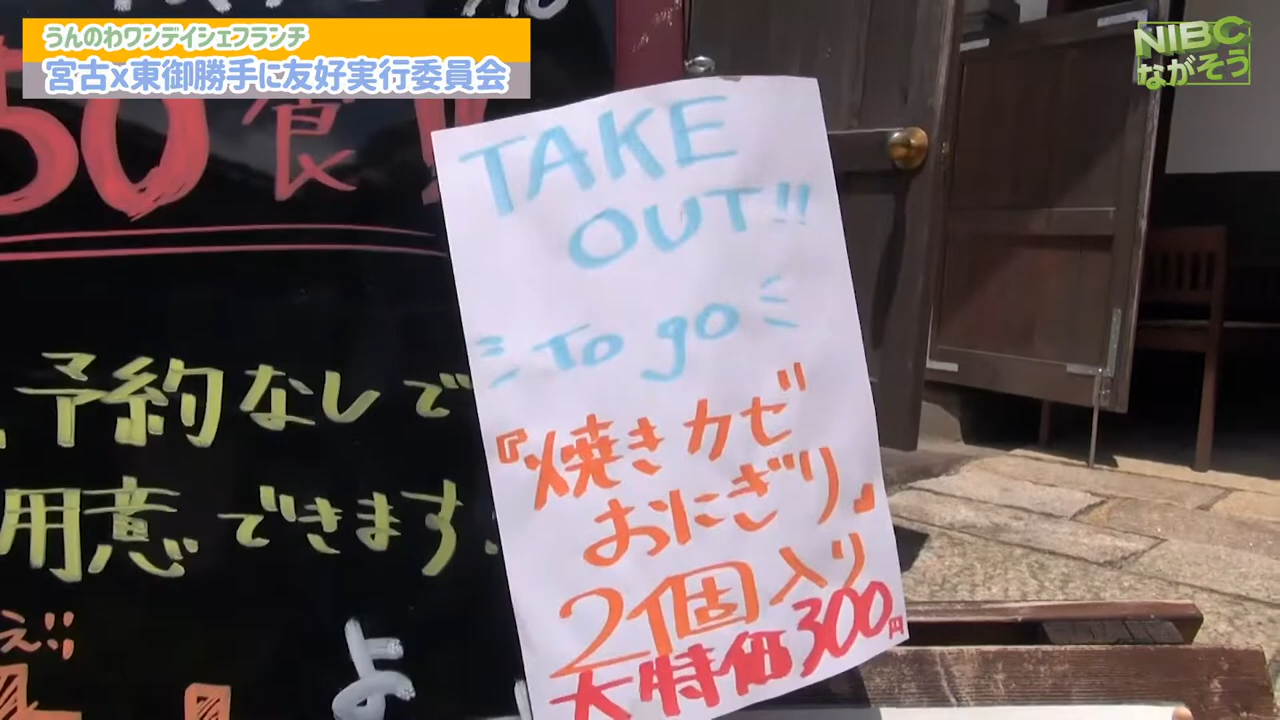 うんのわワンデイシェフランチ
宮古x東御勝手に友好実行委員会
NIBC
ながそう
50食!!
予約なしで
用意できます
え!!
よ
TAKE
OUT!!
To go
『焼きカゼ
おにぎり』
2個入り
大特価300円